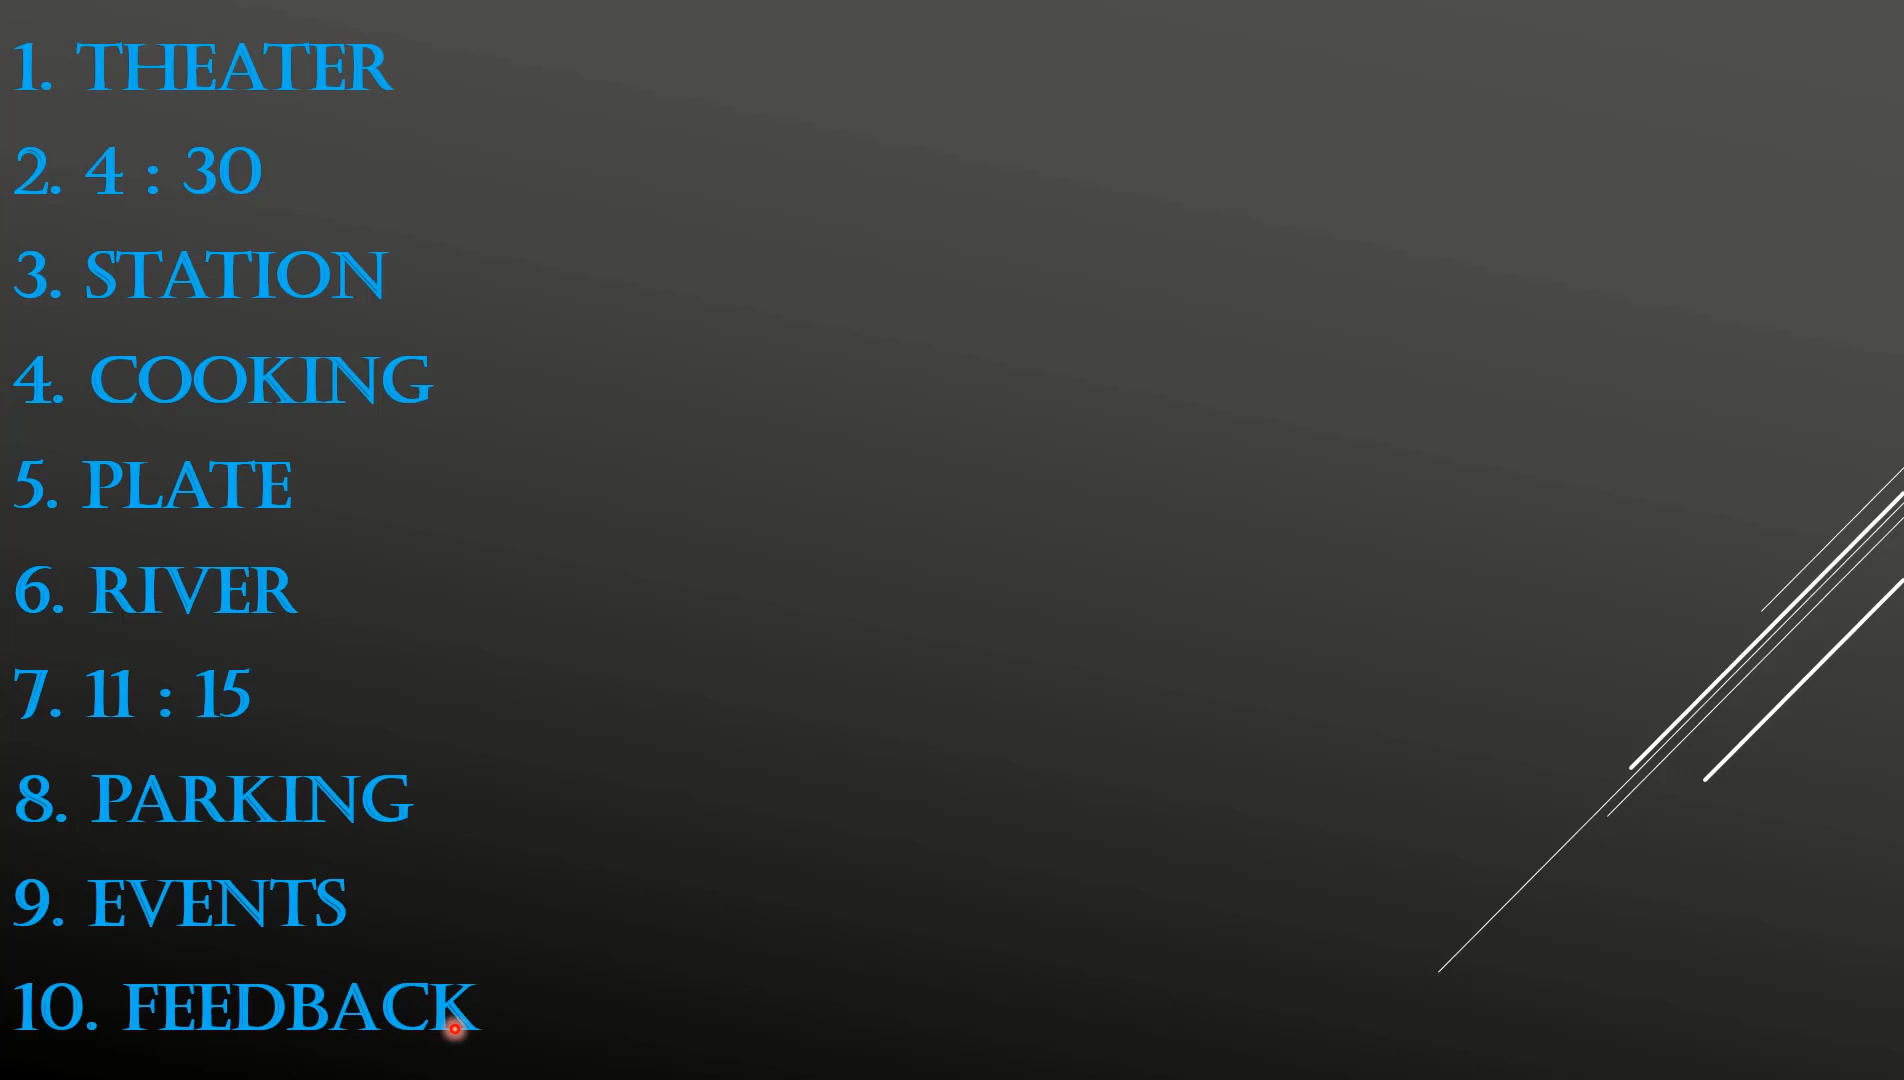 1. THEATER
2. 4 : 30
3. STATION
4. COOKING
5. PLATE
6. RIVER
7. 11 : 15
8. PARKING
9. EVENTS
10. FEEDBACK